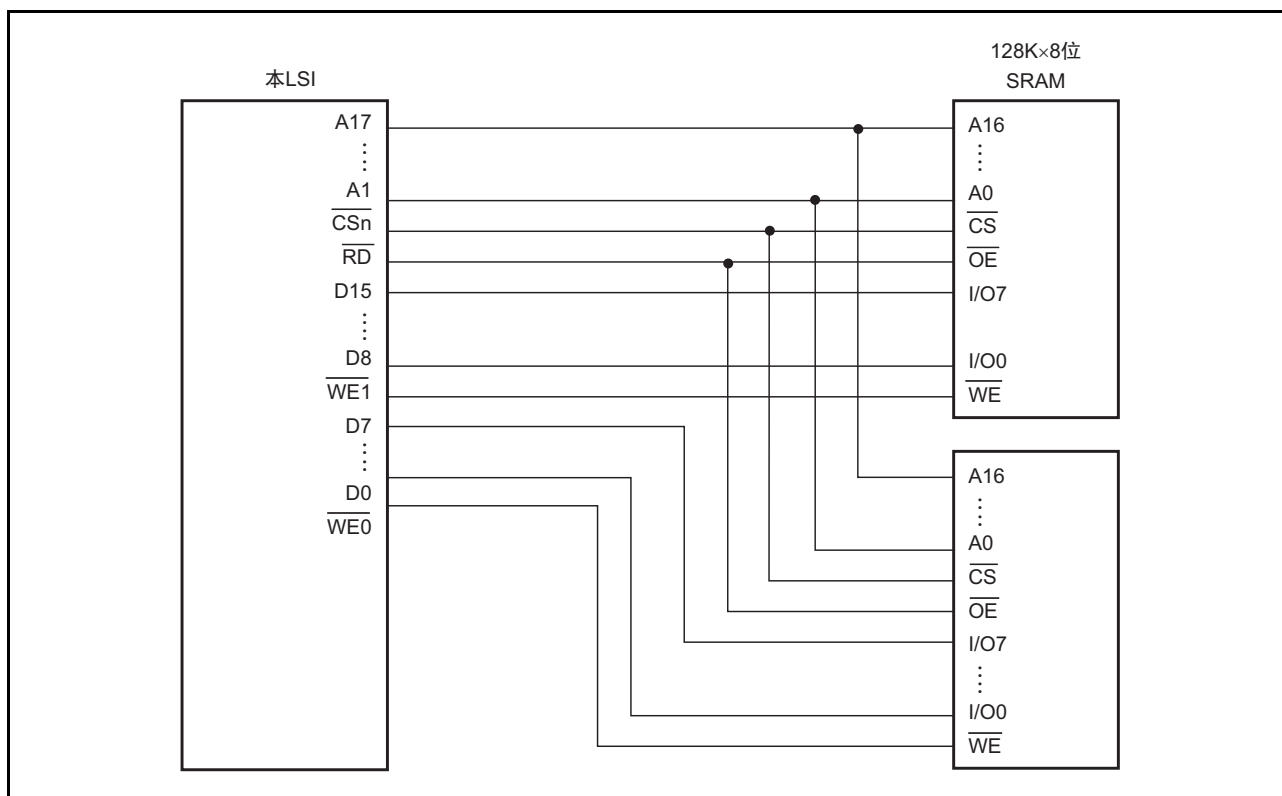 本LSI
A17
A1
CSn
RD
D15
D8
WE1
D7
D0
WE0
128K×8位
SRAM
A16
A0
CS
OE
I/O7
I/O0
WE
A16
A0
CS
OE
I/O7
I/O0
WE